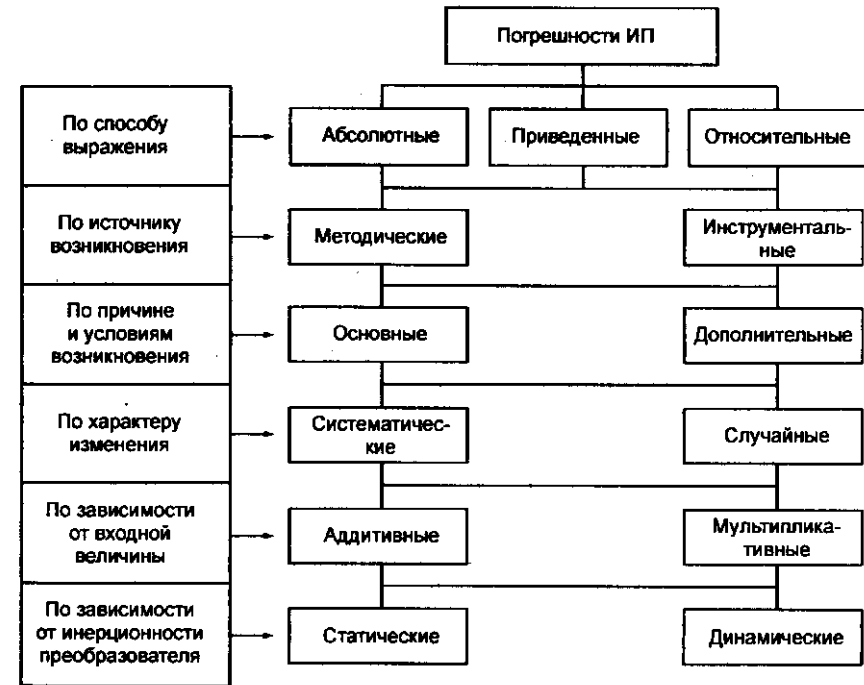 Погрешности ИП
По способу
выражения
Абсолютные
Приведенные
Относительные
По источнику
возникновения
Методические
Инструменталь-
ные
По причине
и условиям
возникновения
Основные
Дополнительные
По характеру
изменения
Систематичес-
кие
Случайные
По зависимости
от входной
величины
Аддитивные
Мультиплика-
тивные
По зависимости
от инерционности
преобразователя
Статические
Динамические